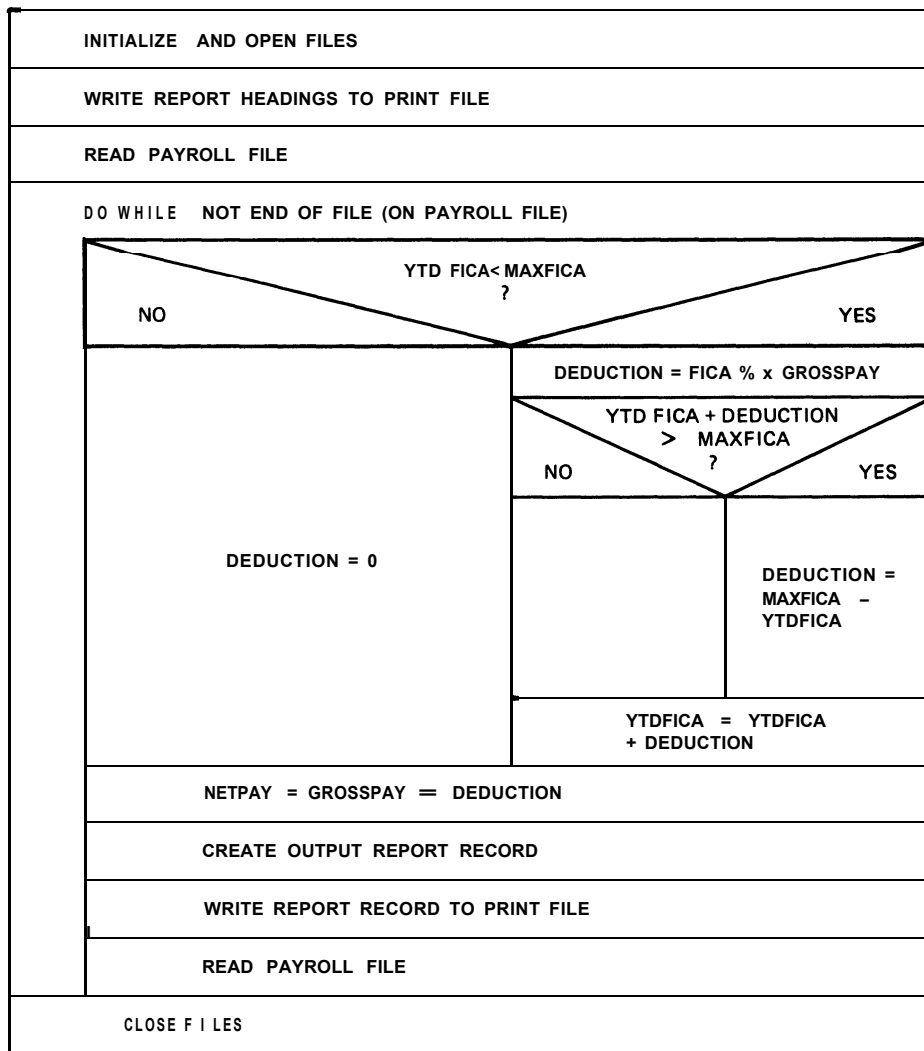 INITIALIZE AND OPEN FILES
WRITE REPORT HEADINGS TO PRINT FILE
READ PAYROLL FILE
DO WHILE NOT END OF FILE (ON PAYROLL FILE)
YTD FICA< MAXFICA
?
NO
YES
DEDUCTION = FICA % x GROSSPAY
YTD FICA + DEDUCTION
> MAXFICA
?
NO
YES
DEDUCTION = 0
DEDUCTION =
MAXFICA –
YTDFICA
YTDFICA = YTDFICA
+ DEDUCTION
NETPAY = GROSSPAY = DEDUCTION
CREATE OUTPUT REPORT RECORD
WRITE REPORT RECORD TO PRINT FILE
READ PAYROLL FILE
CLOSE FILES